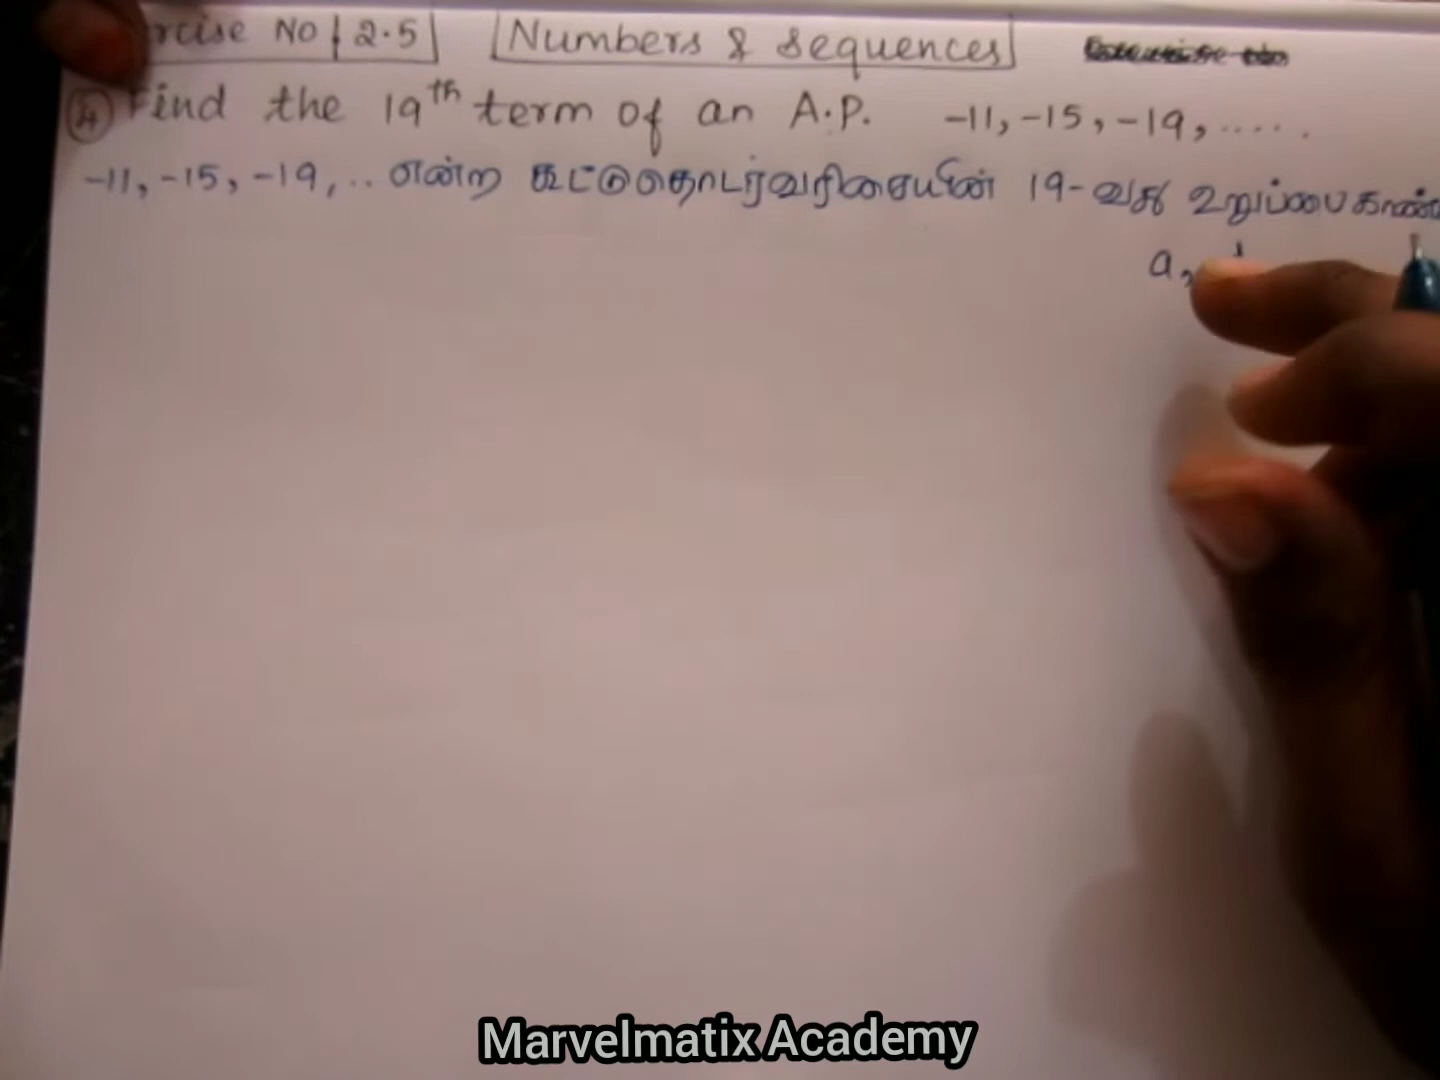 rcise No | 2.5 Numbers & Sequences
4 Find the 19th term of an A.P. -11, -15, -19, .....
-11, -15, -19, .. என்ற கூட்டுதொடர்வரிசையின் 19-வது உறுப்பை காண்
a,
Marvelmatix Academy